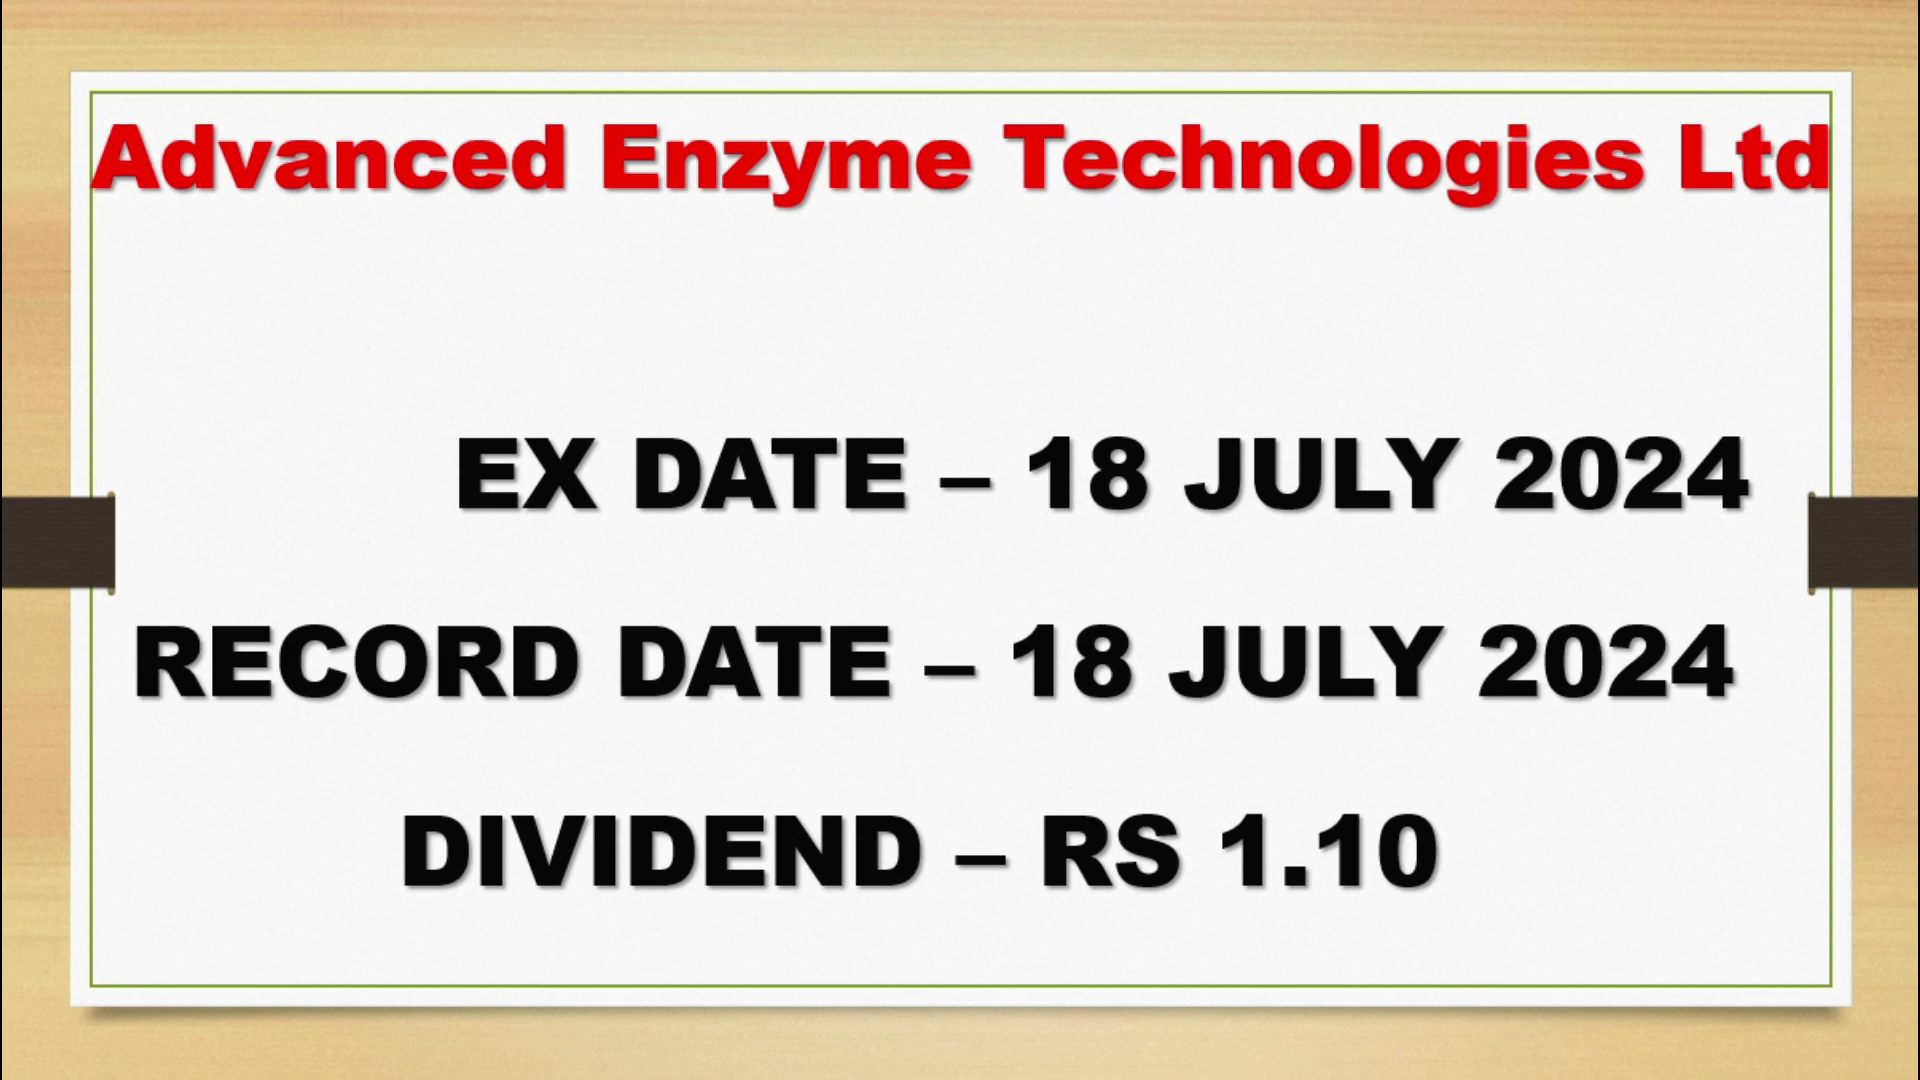 Advanced Enzyme Technologies Ltd
EX DATE – 18 JULY 2024
RECORD DATE – 18 JULY 2024
DIVIDEND – RS 1.10